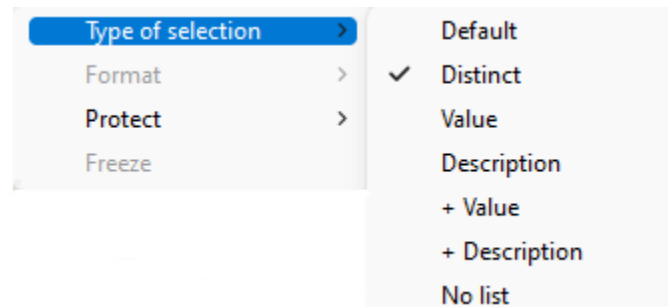 Type of selection
Format
Protect
Freeze
Default
Distinct
Value
Description
+ Value
+ Description
No list